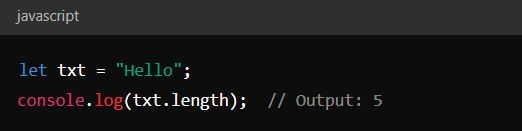 javascript
let txt = "Hello";
console.log(txt.length);  // Output: 5